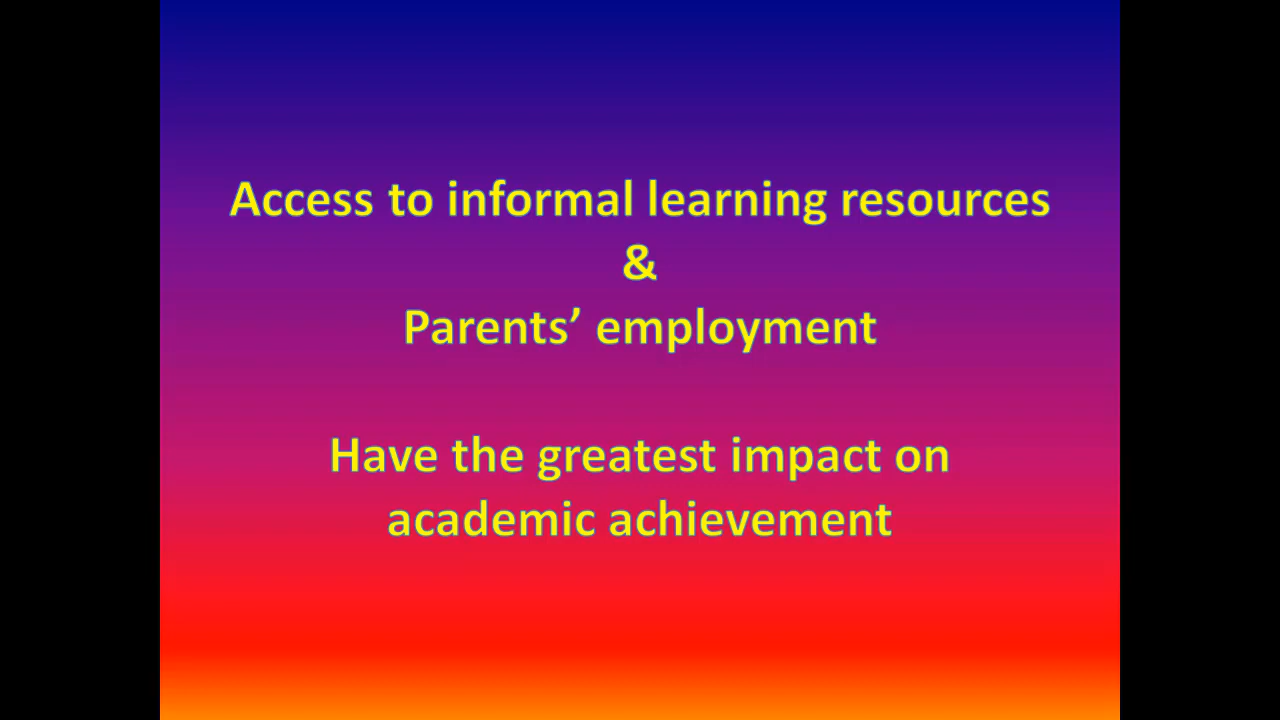 Access to informal learning resources
&
Parents’ employment
Have the greatest impact on
academic achievement